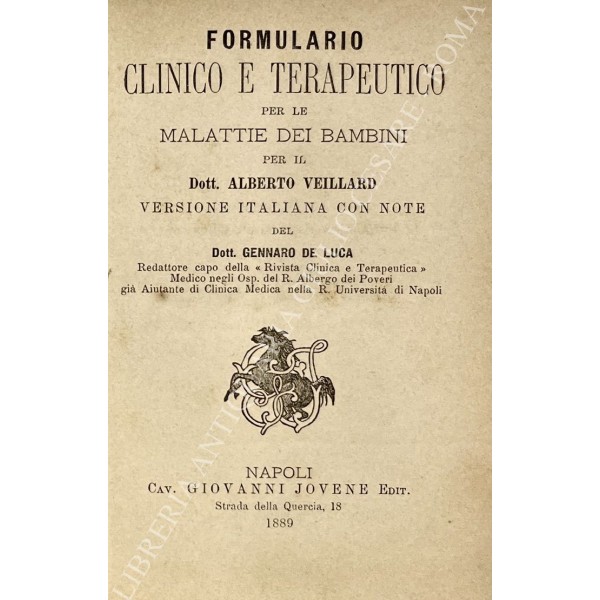 FORMULARIO
CLINICO E TERAPEUTICO
PER LE
MALATTIE DEI BAMBINI
PER IL
Dott. ALBERTO VEILLARD
VERSIONE ITALIANA CON NOTE
DEL
Dott. GENNARO DE LUCA
Redattore capo della « Rivista Clinica e Terapeutica »
Medico negli Osp. del R. Albergo dei Poveri
già Aiutante di Clinica Medica nella R. Universitá di Napoli
NAPOLI
CAV. GIOVANNI JOVENE EDIT.
Strada della Quercia, 18
1889